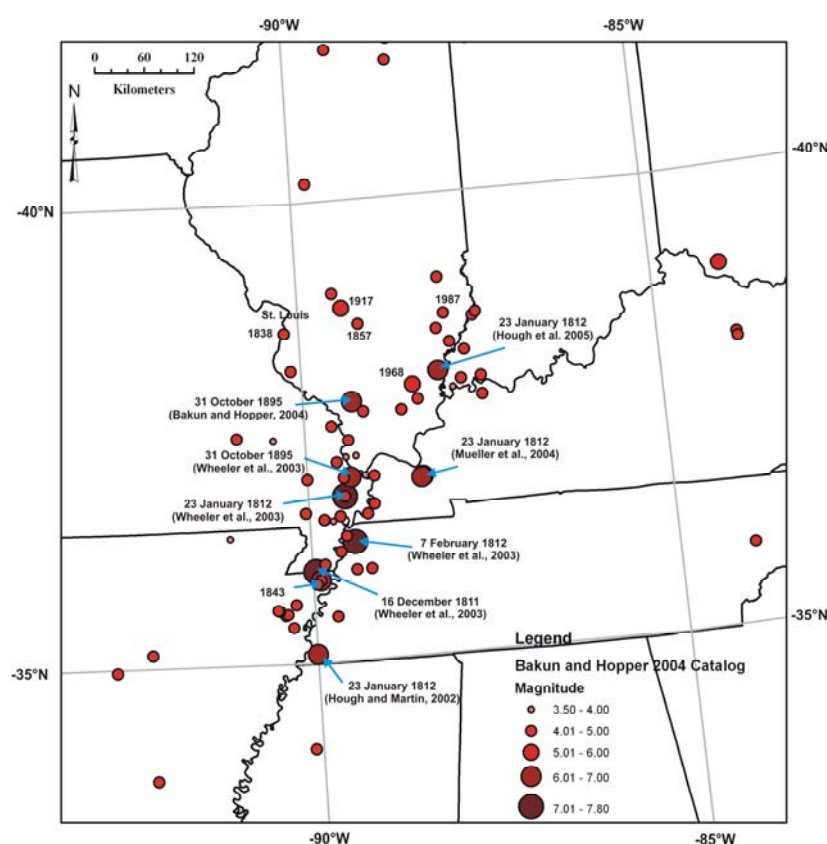 -90°W
-85°W
0 60 120
Kilometers
N
-40°N
-40°N
1917
1987
St. Louis
1838
1857
23 January 1812
(Hough et al. 2005)
1968
31 October 1895
(Bakun and Hopper, 2004)
31 October 1895
(Wheeler et al., 2003)
23 January 1812
(Mueller et al., 2004)
23 January 1812
(Wheeler et al., 2003)
7 February 1812
(Wheeler et al., 2003)
1843
16 December 1811
(Wheeler et al., 2003)
-35°N
-35°N
23 January 1812
(Hough and Martin, 2002)
Legend
Bakun and Hopper 2004 Catalog
Magnitude
3.50 - 4.00
4.01 - 5.00
5.01 - 6.00
6.01 - 7.00
7.01 - 7.80
-90°W
-85°W